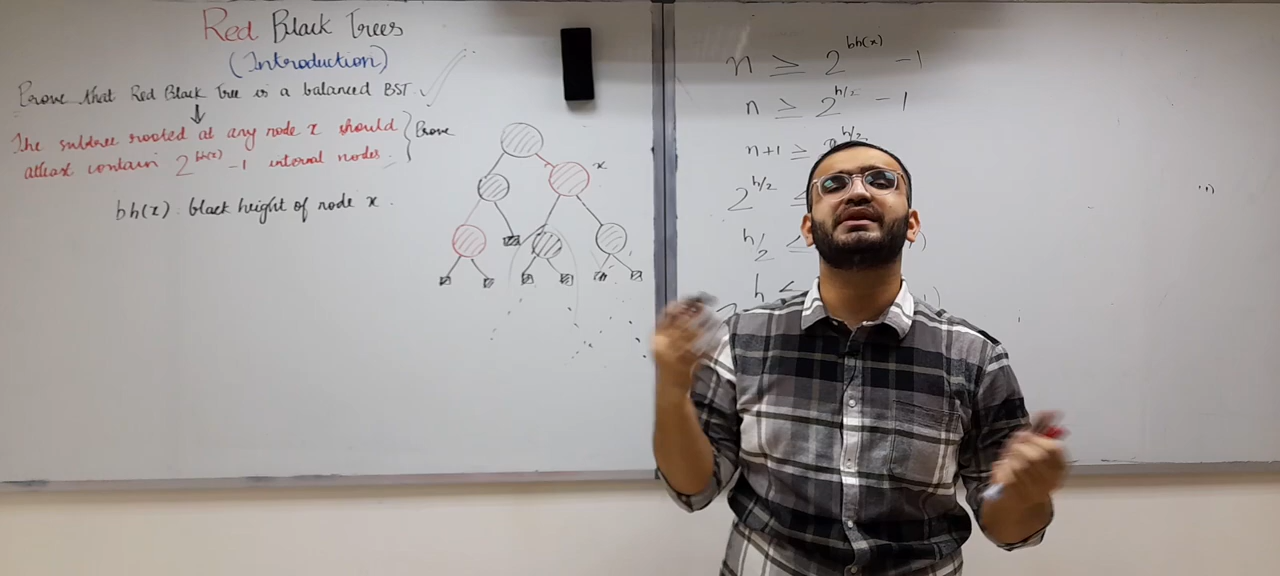 Red Black Trees
(Introduction)
Prove that Red Black Tree is a balanced BST.
The subtree rooted at any node x should
atleast contain 2^bh(x) - 1 internal nodes.
Prove
bh(x): black height of node x.
x
n ≥ 2^bh(x) - 1
n ≥ 2^h/2 - 1
n+1 ≥ 2^h/2
2^h/2 ≤
h/2 ≤ )
h ≤ )